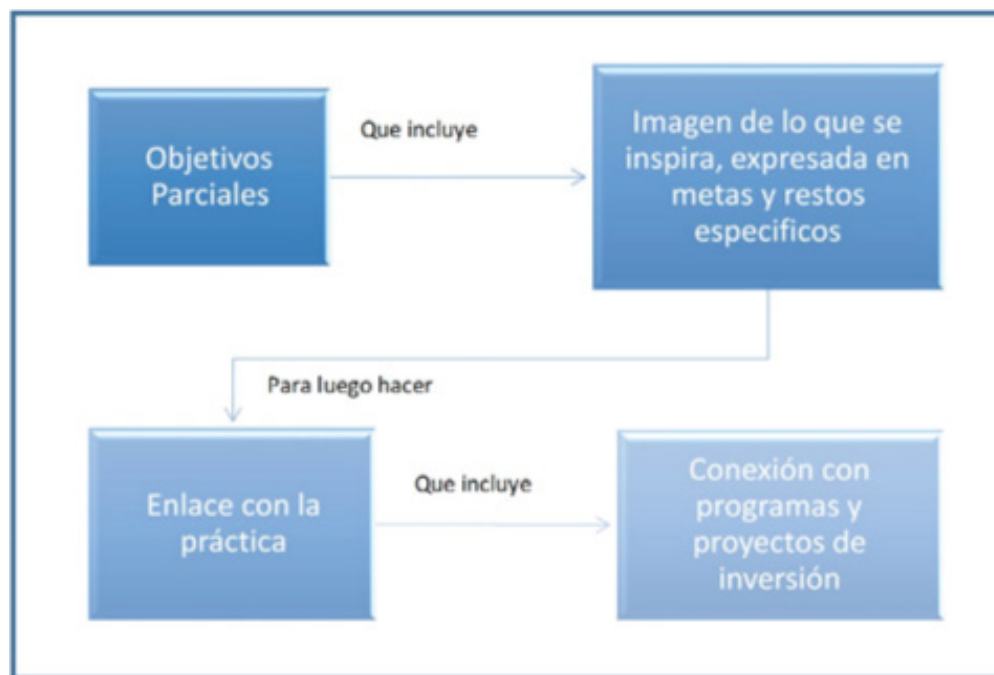 Objetivos
Parciales
Que incluye
Imagen de lo que se
inspira, expresada en
metas y restos
especificos
Para luego hacer
Enlace con la
práctica
Que incluye
Conexión con
programas y
proyectos de
inversión